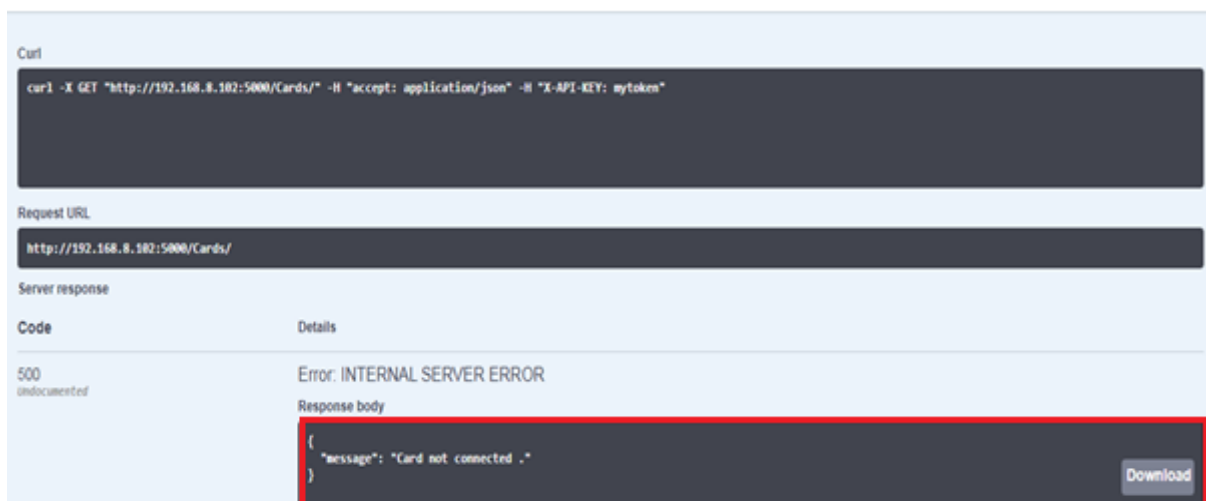 Curl
curl -X GET "http://192.168.8.102:5000/Cards/" -H "accept: application/json" -H "X-API-KEY: mytoken"
Request URL
http://192.168.8.102:5000/Cards/
Server response
Code Details
500 Error: INTERNAL SERVER ERROR
Undocumented
Response body
{
"message": "Card not connected ."
}
Download